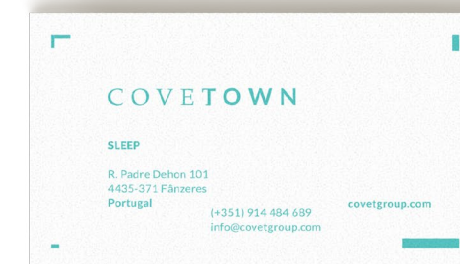 COVETOWN
SLEEP
R. Padre Dehon 101
4435-371 Fânzeres
Portugal
(+351) 914 484 689
info@covetgroup.com
covetgroup.com